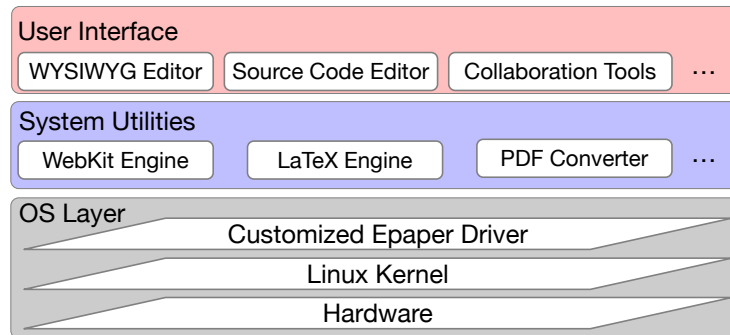 User Interface
WYSIWYG Editor Source Code Editor Collaboration Tools ...
System Utilities
WebKit Engine LaTeX Engine PDF Converter ...
OS Layer
Customized Epaper Driver
Linux Kernel
Hardware